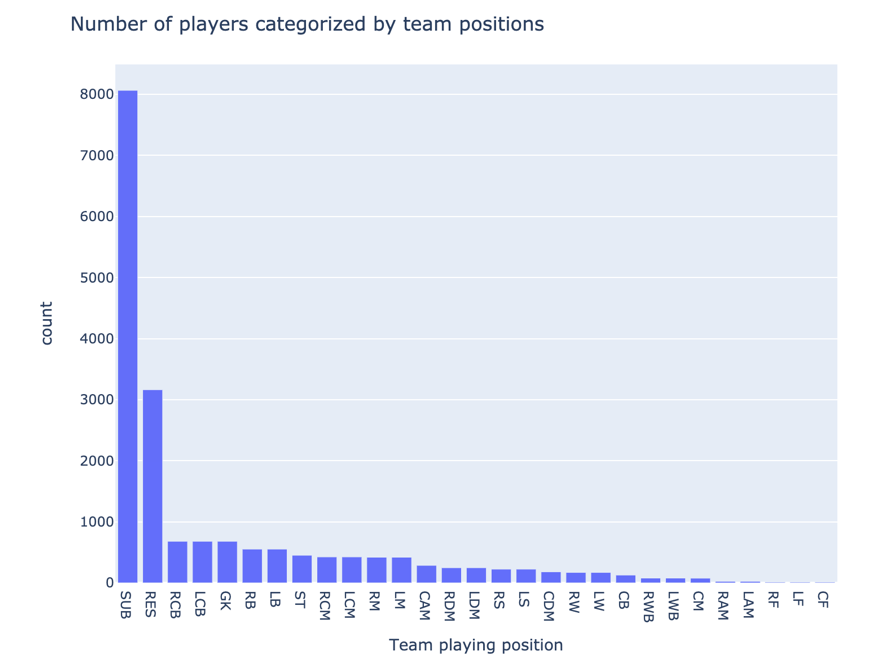 Number of players categorized by team positions
8000
7000
6000
5000
4000
3000
2000
1000
0
count
SUB
RES
RCB
LCB
GK
RB
LB
ST
RCM
LCM
RM
LM
CAM
RDM
LDM
RS
LS
CDM
RW
LW
CB
RWB
LWB
CM
RAM
LAM
RF
LF
CF
Team playing position